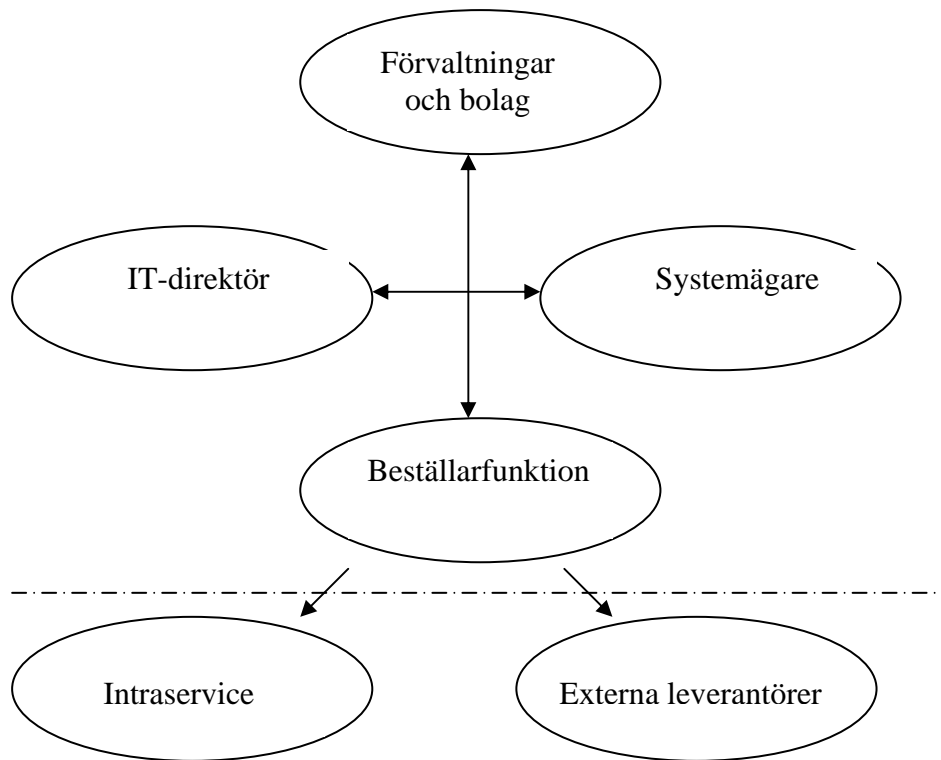 Förvaltningar
och bolag
IT-direktör
Systemägare
Beställarfunktion
Intraservice
Externa leverantörer